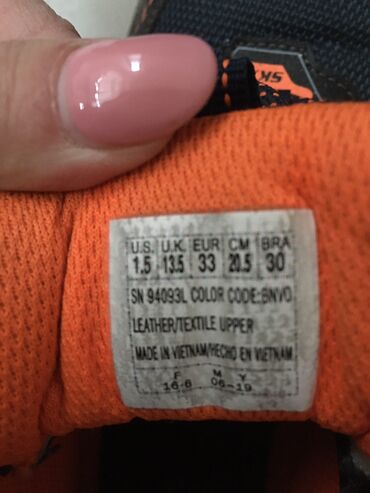 SK
U.S. U.K. EUR CM BRA
1.5 13.5 33 20.5 30
SN 94093L COLOR CODE:BNVO
LEATHER/TEXTILE UPPER
MADE IN VIETNAM/HECHO EN VIETNAM
F M Y
16-6 06-19